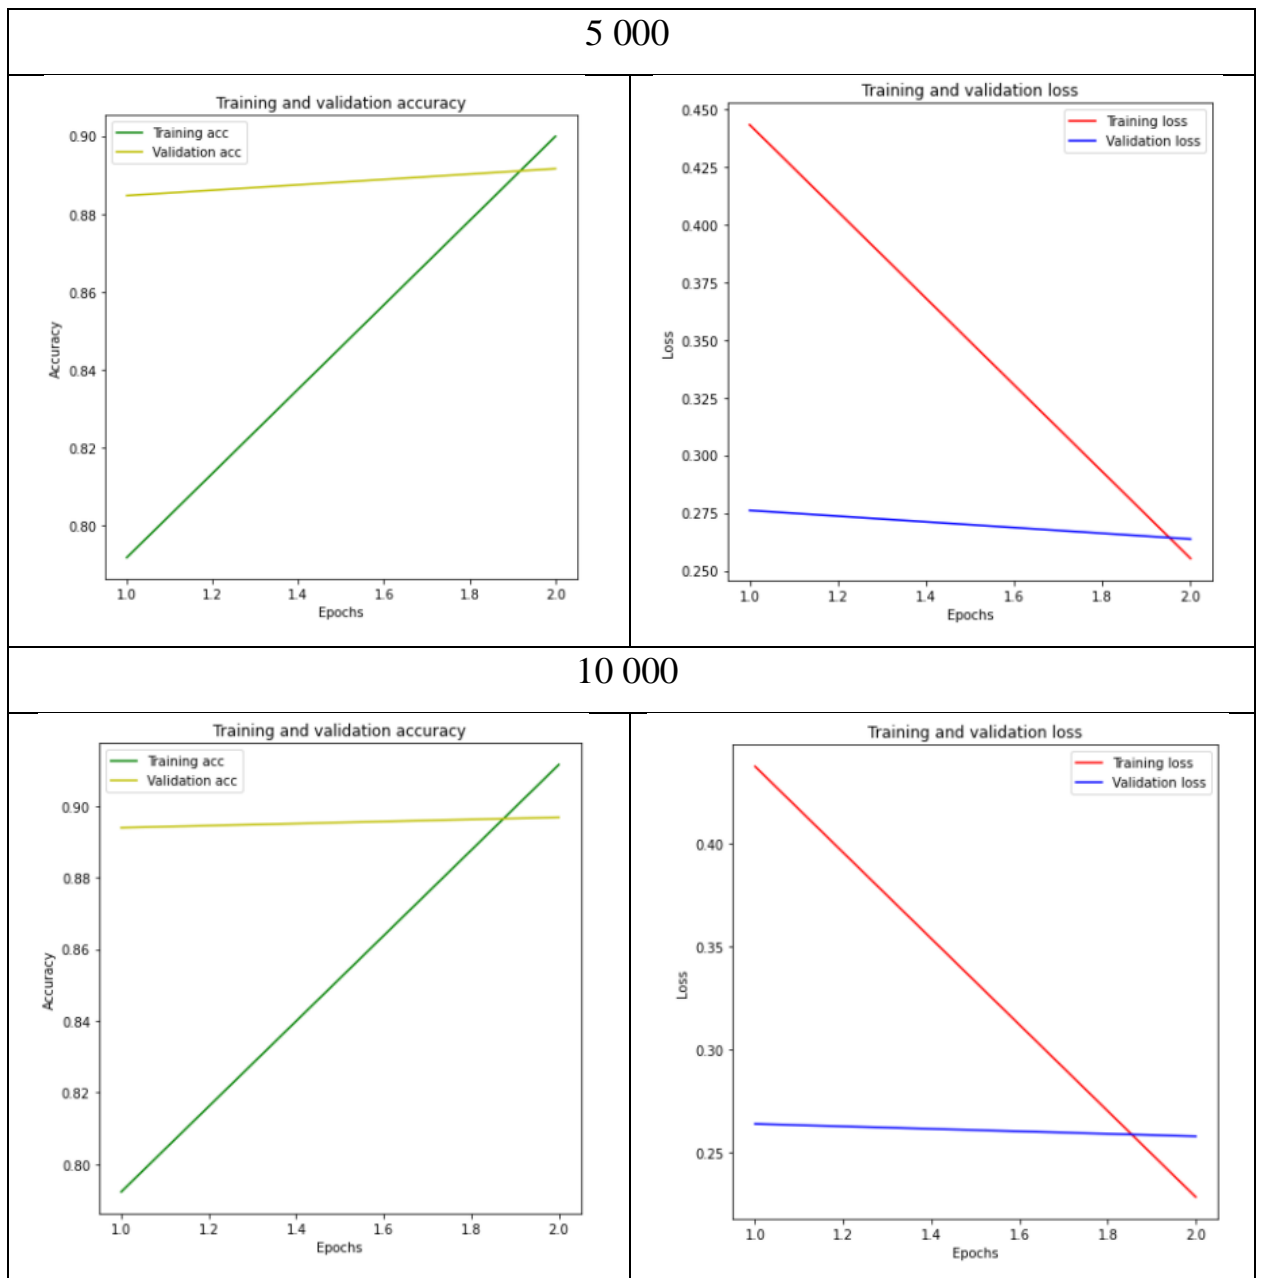 5 000
Training and validation accuracy
Training acc
Validation acc
0.90
0.88
0.86
0.84
0.82
0.80
Accuracy
1.0 1.2 1.4 1.6 1.8 2.0
Epochs
Training and validation loss
Training loss
Validation loss
0.450
0.425
0.400
0.375
0.350
0.325
0.300
0.275
0.250
Loss
1.0 1.2 1.4 1.6 1.8 2.0
Epochs
10 000
Training and validation accuracy
Training acc
Validation acc
0.90
0.88
0.86
0.84
0.82
0.80
Accuracy
1.0 1.2 1.4 1.6 1.8 2.0
Epochs
Training and validation loss
Training loss
Validation loss
0.40
0.35
0.30
0.25
Loss
1.0 1.2 1.4 1.6 1.8 2.0
Epochs